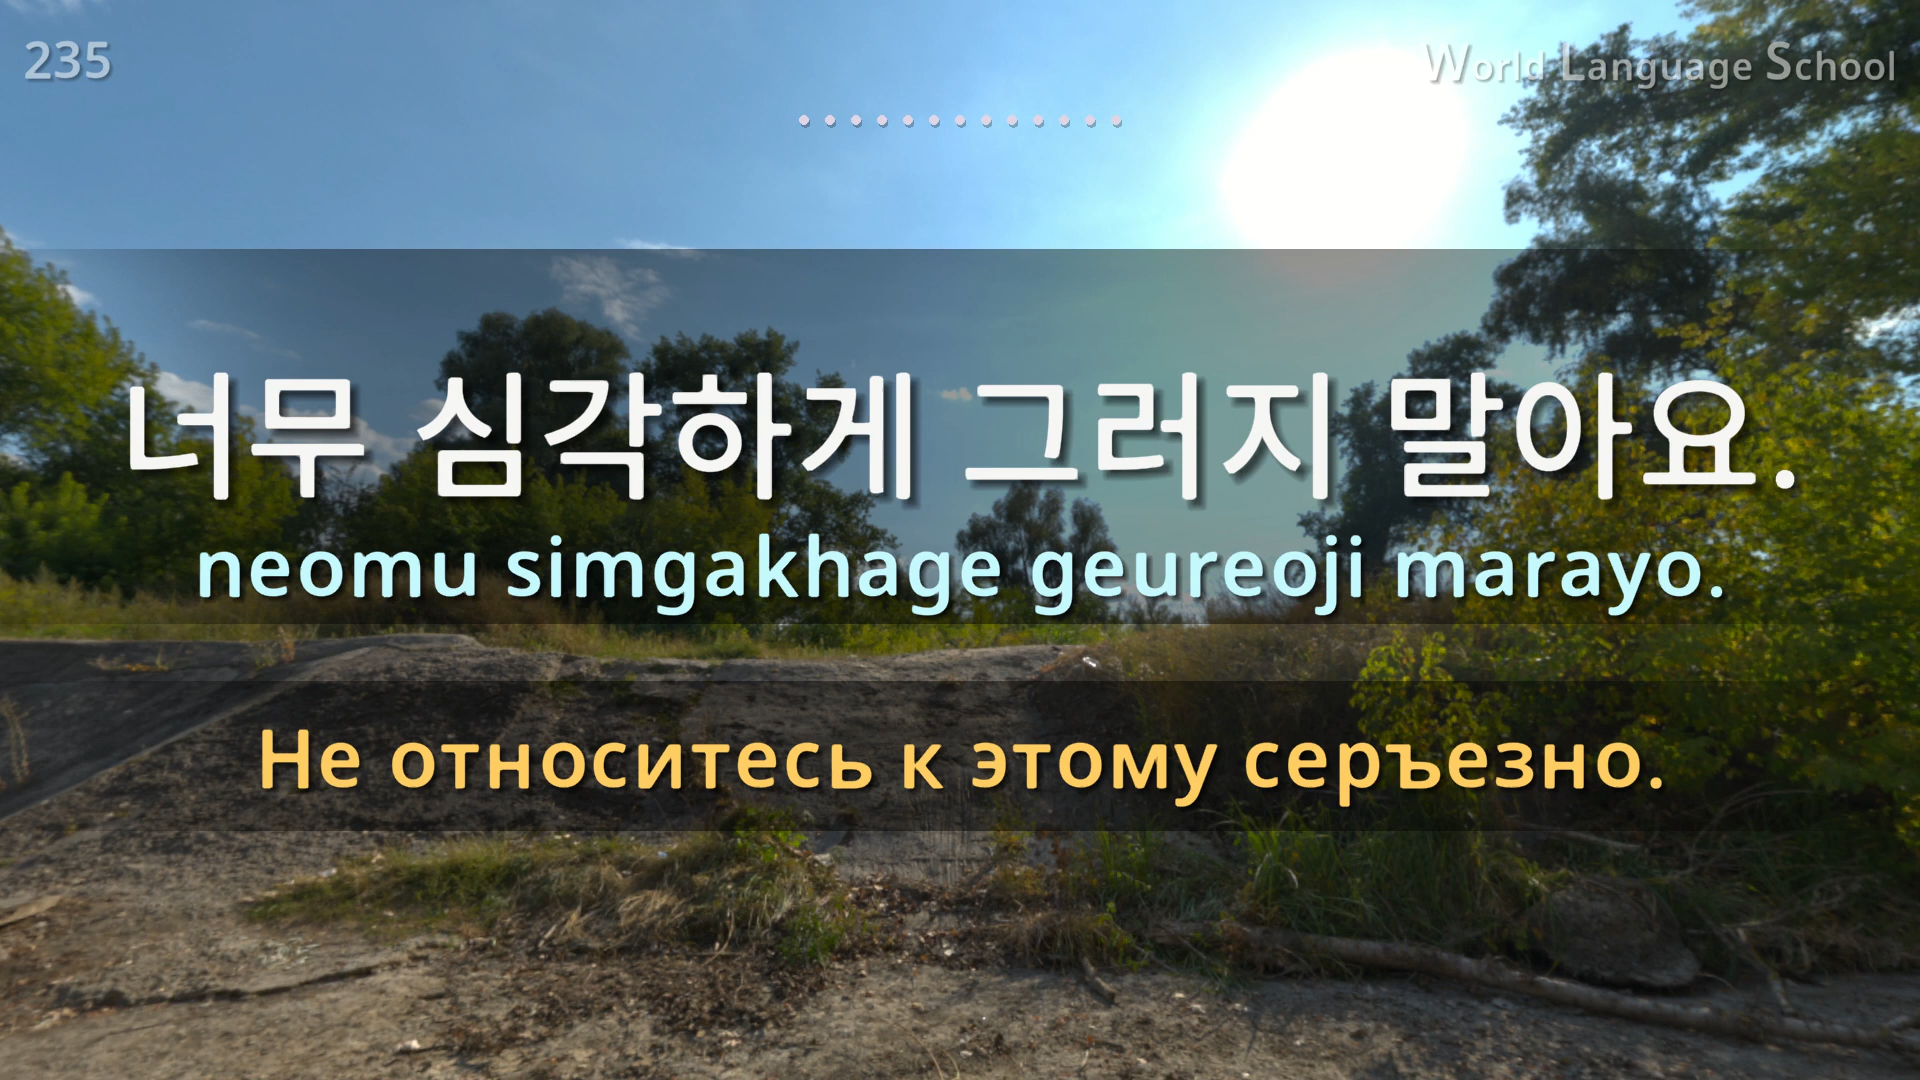 235
World Language School
너무 심각하게 그러지 말아요.
neomu simgakhage geureoji marayo.
Не относитесь к этому серъезно.